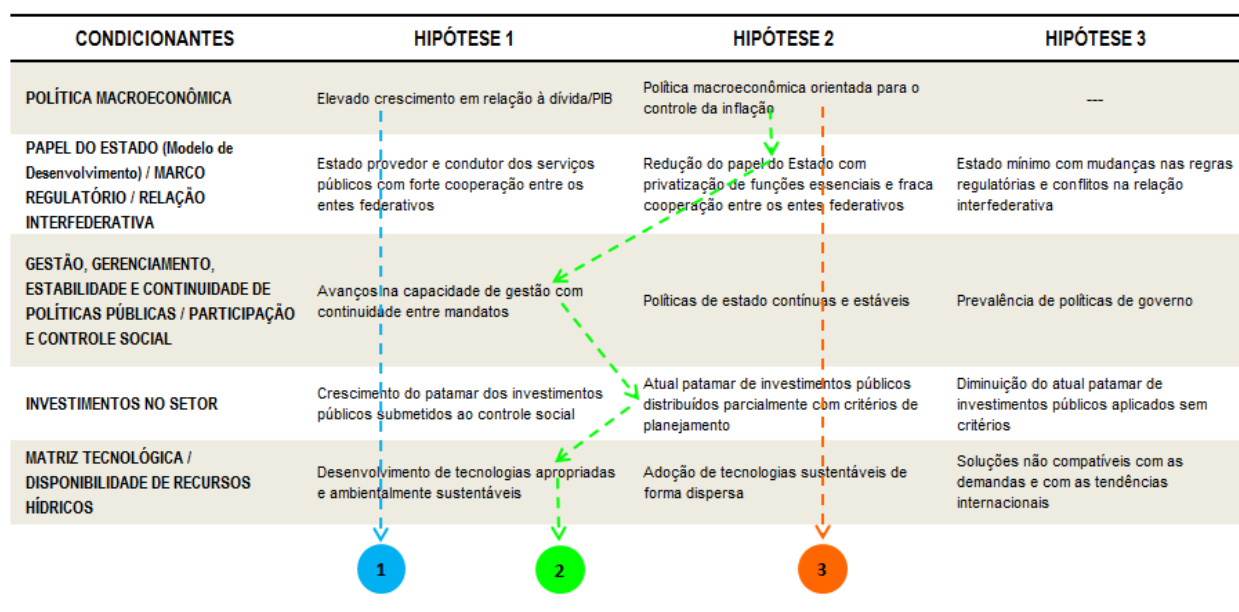 CONDICIONANTES HIPÓTESE 1 HIPÓTESE 2 HIPÓTESE 3
POLÍTICA MACROECONÔMICA
Elevado crescimento em relação à dívida/PIB
Política macroeconômica orientada para o
controle da inflação
---
PAPEL DO ESTADO (Modelo de
Desenvolvimento) / MARCO
REGULATÓRIO / RELAÇÃO
INTERFEDERATIVA
Estado provedor e condutor dos serviços
públicos com forte cooperação entre os
entes federativos
Redução do papel do Estado com
privatização de funções essenciais e fraca
cooperação entre os entes federativos
Estado mínimo com mudanças nas regras
regulatórias e conflitos na relação
interfederativa
GESTÃO, GERENCIAMENTO,
ESTABILIDADE E CONTINUIDADE DE
POLÍTICAS PÚBLICAS / PARTICIPAÇÃO
E CONTROLE SOCIAL
Avanços na capacidade de gestão com
continuidade entre mandatos
Políticas de estado contínuas e estáveis
Prevalência de políticas de governo
INVESTIMENTOS NO SETOR
Crescimento do patamar dos investimentos
públicos submetidos ao controle social
Atual patamar de investimentos públicos
distribuídos parcialmente com critérios de
planejamento
Diminuição do atual patamar de
investimentos públicos aplicados sem
critérios
MATRIZ TECNOLÓGICA /
DISPONIBILIDADE DE RECURSOS
HÍDRICOS
Desenvolvimento de tecnologias apropriadas
e ambientalmente sustentáveis
Adoção de tecnologias sustentáveis de
forma dispersa
Soluções não compatíveis com as
demandas e com as tendências
internacionais
1 2 3